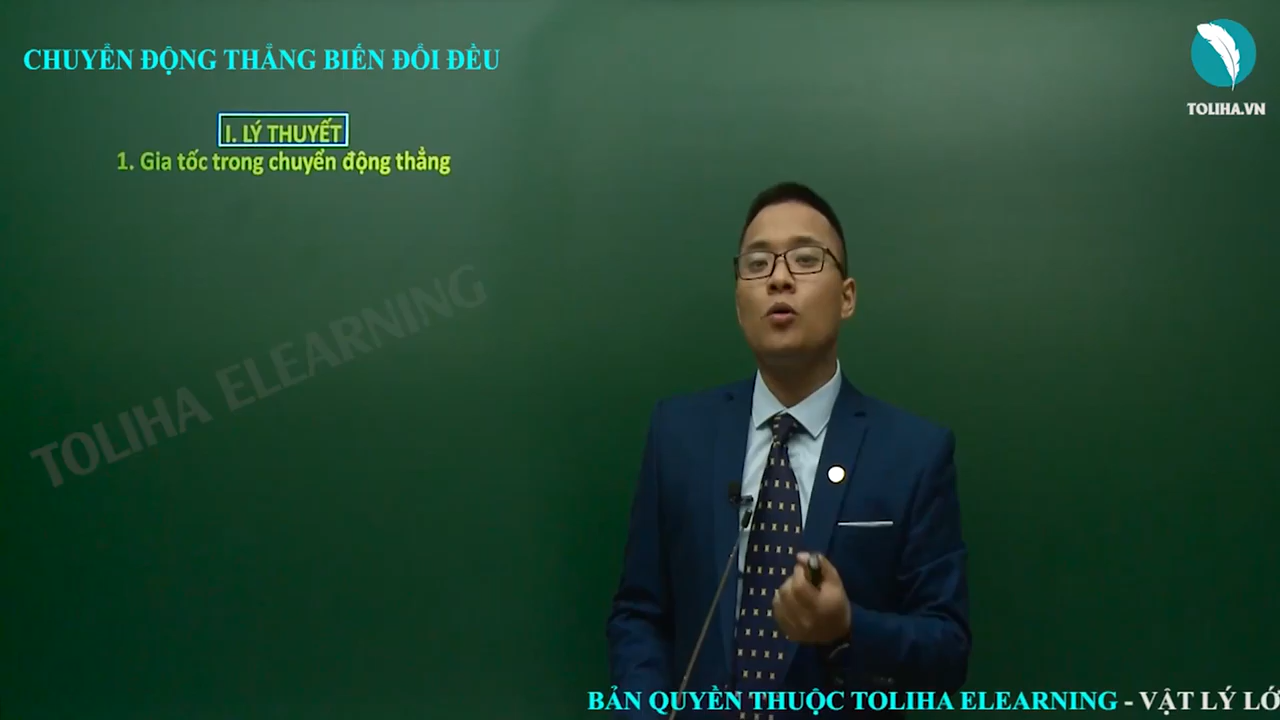 CHUYỂN ĐỘNG THẲNG BIẾN ĐỔI ĐỀU
TOLIHA.VN
I. LÝ THUYẾT
1. Gia tốc trong chuyển động thẳng
TOLIHA ELEARNING
BẢN QUYỀN THUỘC TOLIHA ELEARNING - VẬT LÝ LỚ